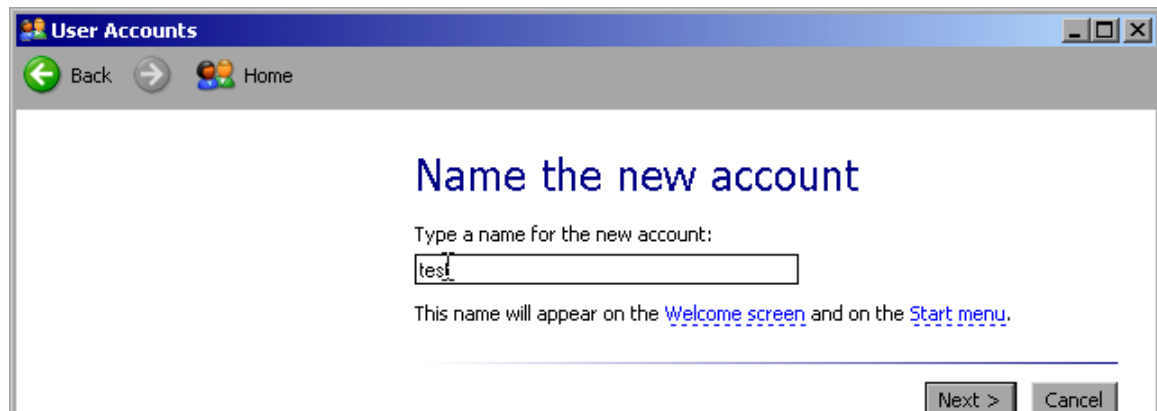 User Accounts
Back Home
Name the new account
Type a name for the new account:
test
This name will appear on the Welcome screen and on the Start menu.
Next > Cancel